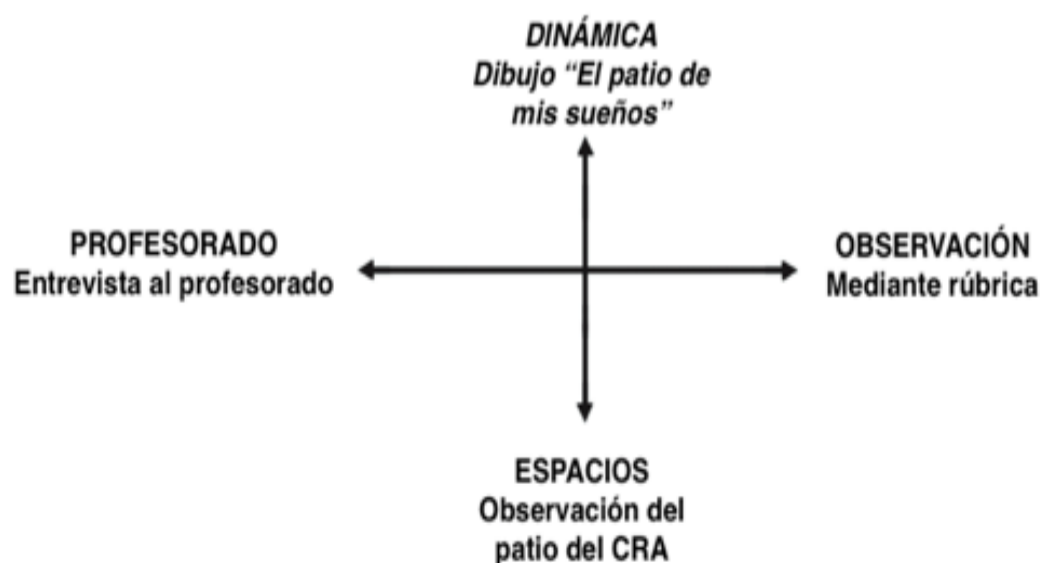 DINÁMICA
Dibujo “El patio de
mis sueños”
PROFESORADO
Entrevista al profesorado
OBSERVACIÓN
Mediante rúbrica
ESPACIOS
Observación del
patio del CRA